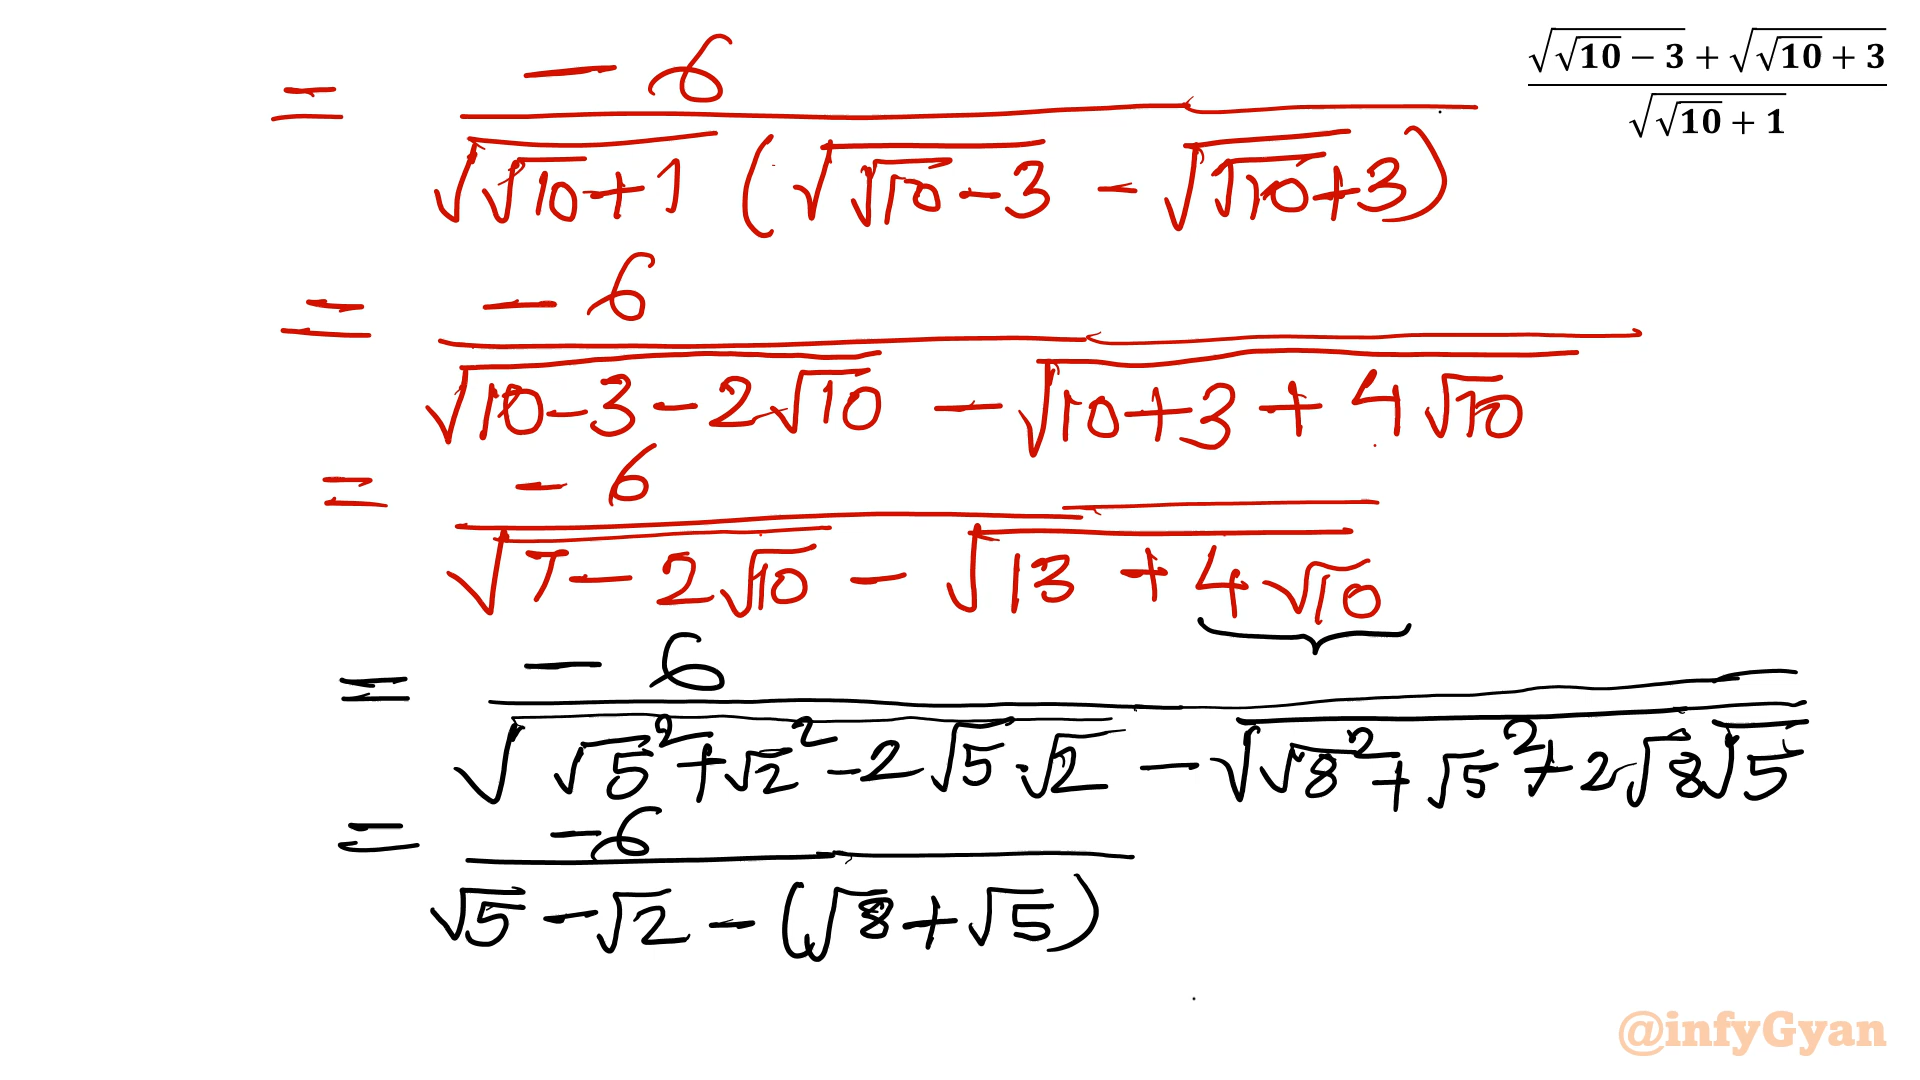 (√(√10 − 3) + √(√10 + 3)) / √(√10 + 1)
= −6 / (√(√10 + 1) (√(√10 − 3) − √(√10 + 3)))
= −6 / (√(10 − 3 − 2√10) − √(10 + 3 + 4√10))
= −6 / (√(7 − 2√10) − √(13 + 4√10))
= −6 / (√(√5² + √2² − 2√5 √2) − √(√8² + √5² + 2√8 √5))
= −6 / (√5 − √2 − (√8 + √5))
@infyGyan